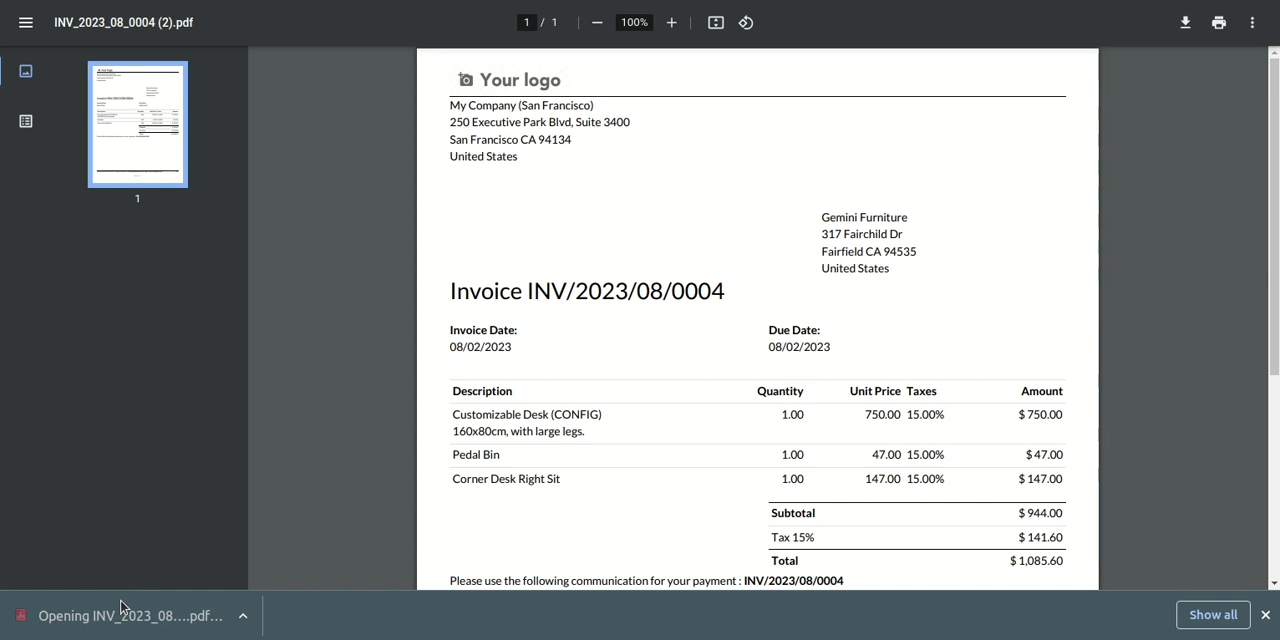 INV_2023_08_0004 (2).pdf
1 / 1
100%
1
Your logo
My Company (San Francisco)
250 Executive Park Blvd, Suite 3400
San Francisco CA 94134
United States
Gemini Furniture
317 Fairchild Dr
Fairfield CA 94535
United States
Invoice INV/2023/08/0004
Invoice Date: Due Date:
08/02/2023 08/02/2023
Description Quantity Unit Price Taxes Amount
Customizable Desk (CONFIG) 1.00 750.00 15.00% $ 750.00
160x80cm, with large legs.
Pedal Bin 1.00 47.00 15.00% $ 47.00
Corner Desk Right Sit 1.00 147.00 15.00% $ 147.00
Subtotal $ 944.00
Tax 15% $ 141.60
Total $ 1,085.60
Please use the following communication for your payment : INV/2023/08/0004
Opening INV_2023_08....pdf...
Show all